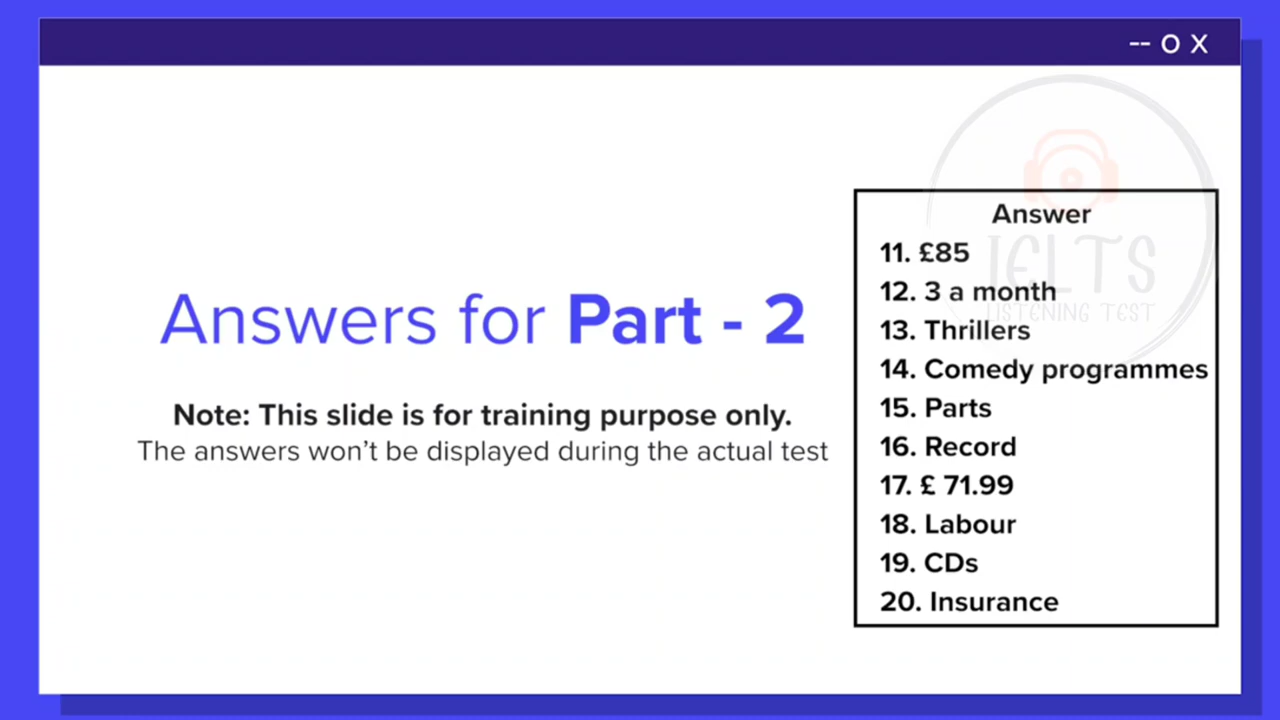 -- O X
Answers for Part - 2
Note: This slide is for training purpose only.
The answers won’t be displayed during the actual test
Answer
11. £85
12. 3 a month
13. Thrillers
14. Comedy programmes
15. Parts
16. Record
17. £ 71.99
18. Labour
19. CDs
20. Insurance
IELTS
LISTENING TEST